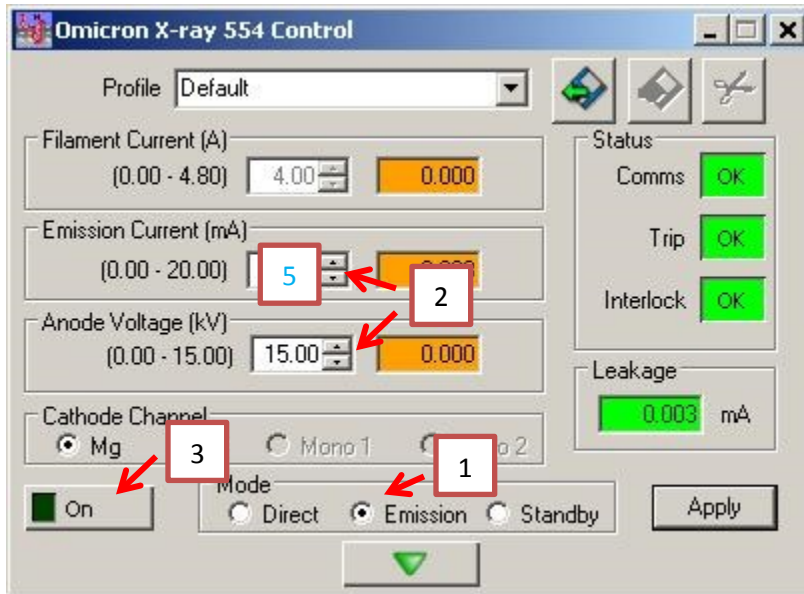 Omicron X-ray 554 Control
Profile Default
Filament Current (A)
(0.00 - 4.80) 4.00 0.000
Status
Comms OK
Trip OK
Interlock OK
Emission Current (mA)
(0.00 - 20.00) 5
2
Anode Voltage (kV)
(0.00 - 15.00) 15.00 0.000
Leakage
0.003 mA
Cathode Channel
Mg Mono 1 2
3
1
On
Mode
Direct Emission Standby
Apply